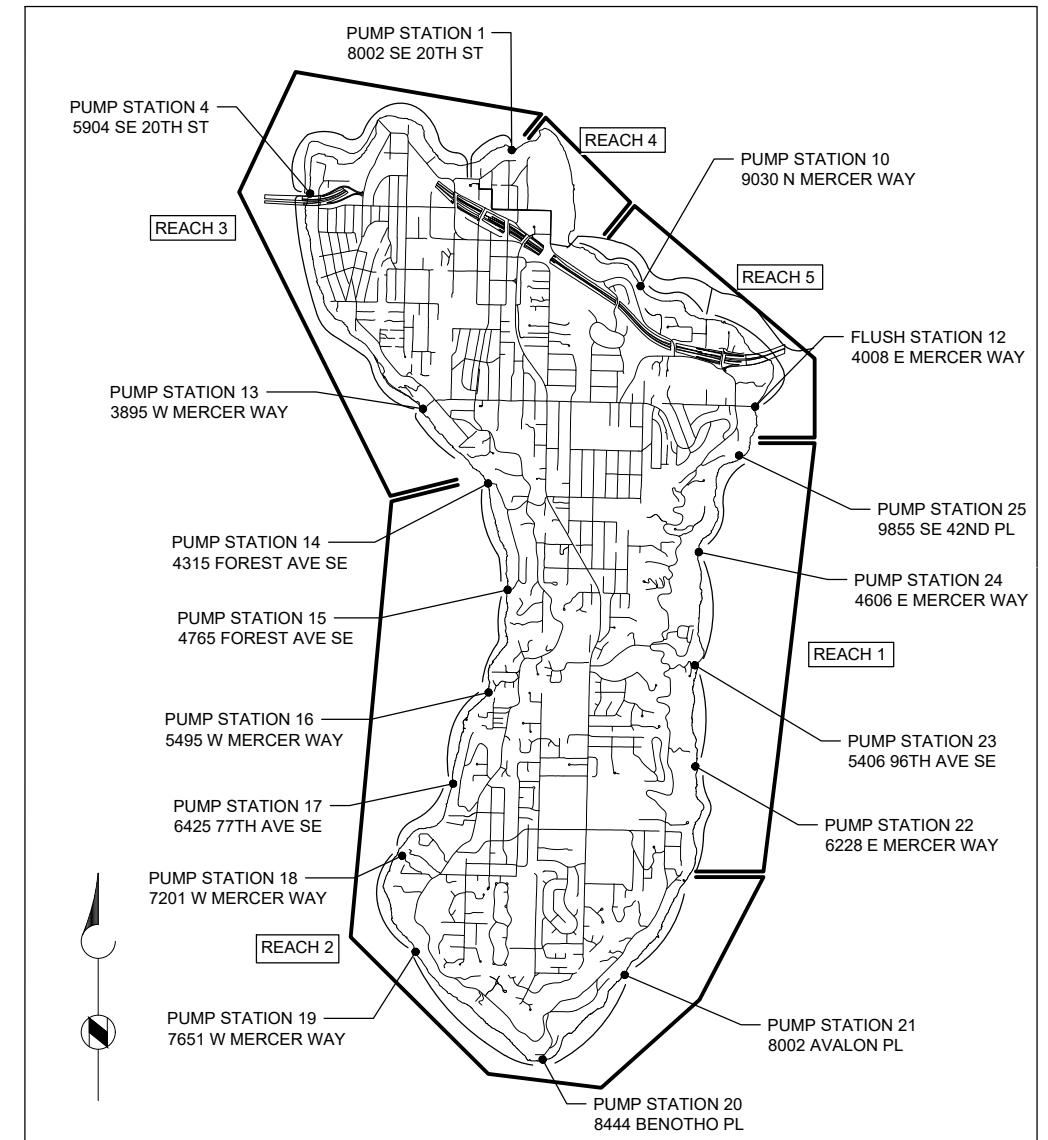 PUMP STATION 1
8002 SE 20TH ST
PUMP STATION 4
5904 SE 20TH ST
REACH 4
PUMP STATION 10
9030 N MERCER WAY
REACH 3
REACH 5
FLUSH STATION 12
4008 E MERCER WAY
PUMP STATION 13
3895 W MERCER WAY
PUMP STATION 25
9855 SE 42ND PL
PUMP STATION 14
4315 FOREST AVE SE
PUMP STATION 24
4606 E MERCER WAY
PUMP STATION 15
4765 FOREST AVE SE
REACH 1
PUMP STATION 16
5495 W MERCER WAY
PUMP STATION 23
5406 96TH AVE SE
PUMP STATION 17
6425 77TH AVE SE
PUMP STATION 22
6228 E MERCER WAY
PUMP STATION 18
7201 W MERCER WAY
REACH 2
PUMP STATION 19
7651 W MERCER WAY
PUMP STATION 21
8002 AVALON PL
PUMP STATION 20
8444 BENOTHO PL